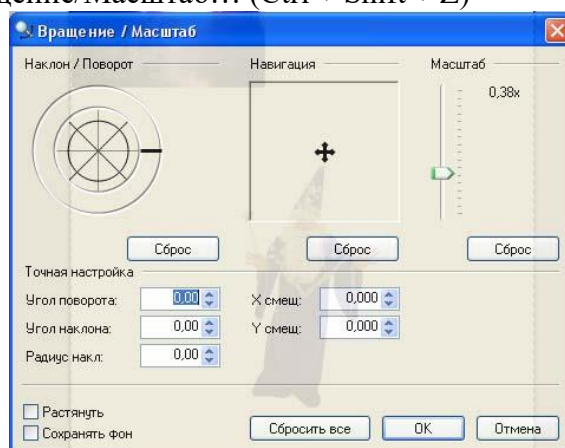 щение/Масштаб… (Ctrl + Shift + Z)
Вращение / Масштаб
Наклон / Поворот Навигация Масштаб
0,38x
Сброс Сброс Сброс
Точная настройка
Угол поворота: 0,00 X смещ: 0,000
Угол наклона: 0,00 Y смещ: 0,000
Радиус накл: 0,00
Растянуть
Сохранять фон
Сбросить все OK Отмена